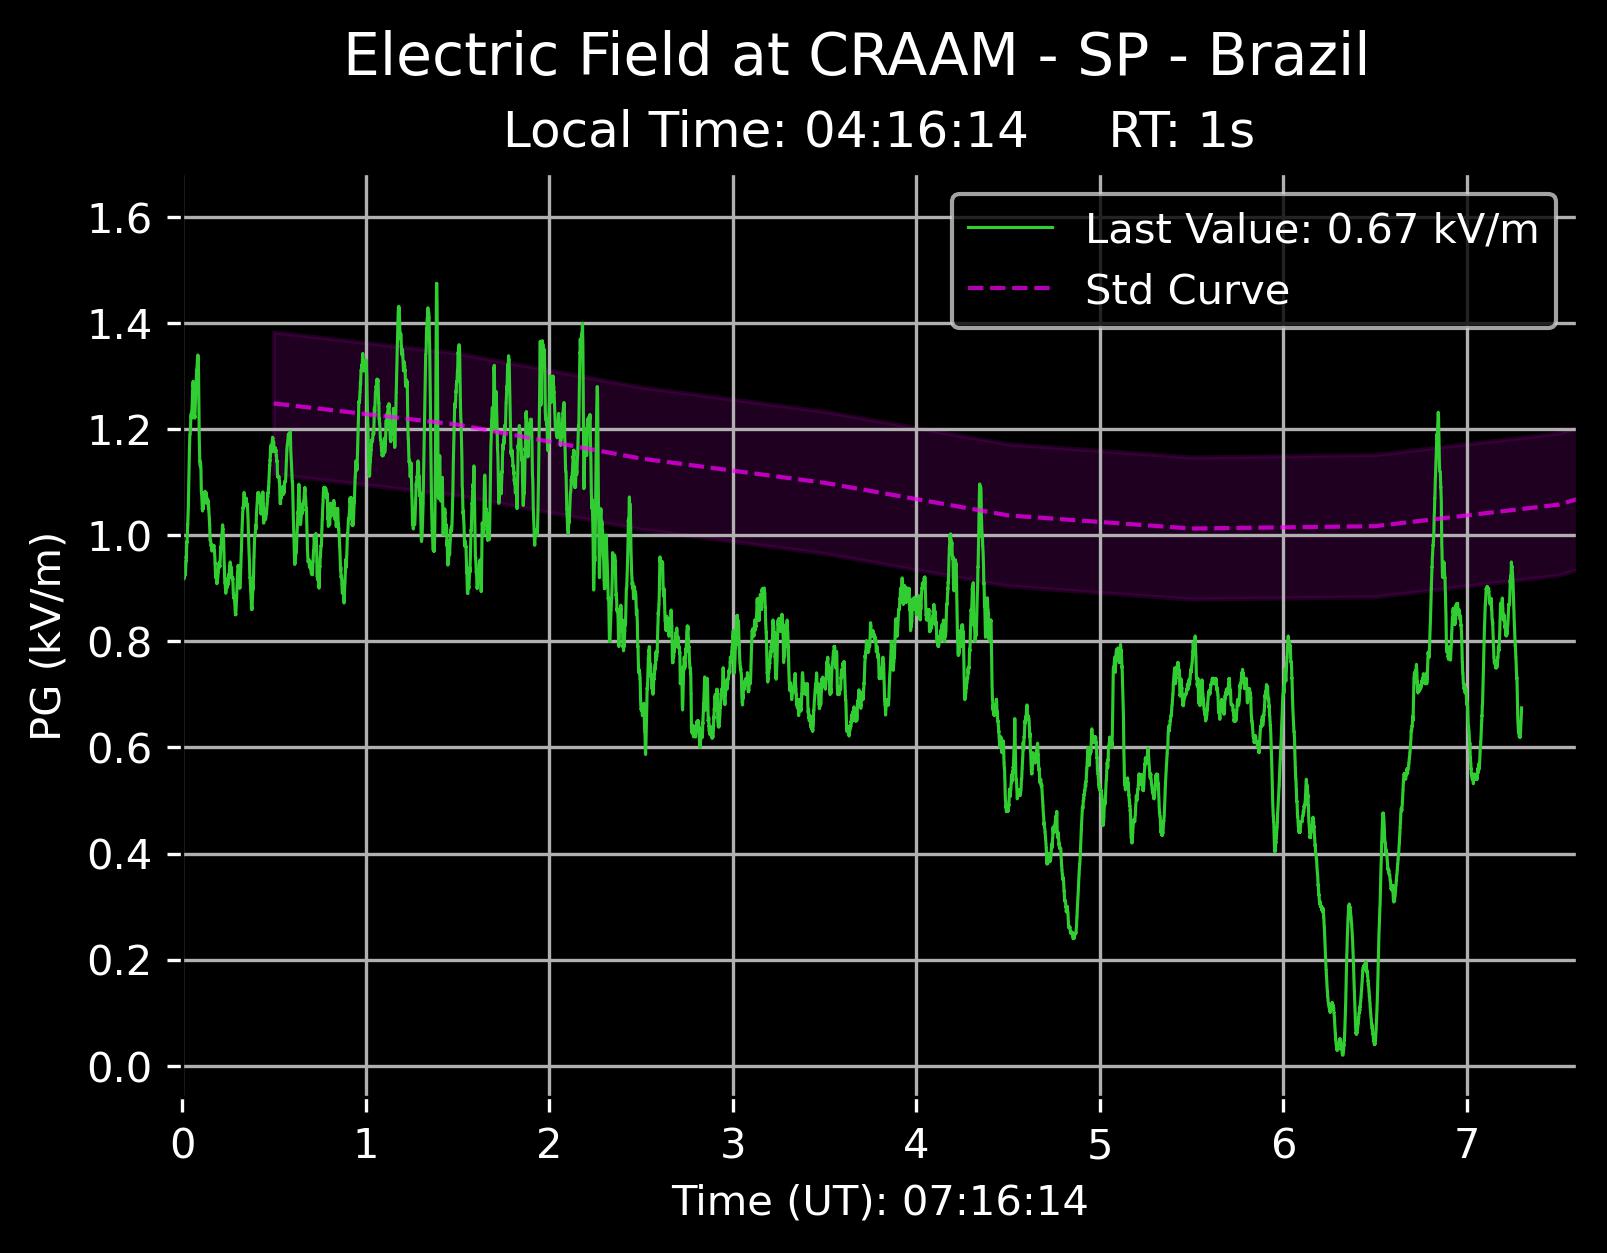 Electric Field at CRAAM - SP - Brazil
Local Time: 04:16:14 RT: 1s
Last Value: 0.67 kV/m
Std Curve
PG (kV/m)
1.6
1.4
1.2
1.0
0.8
0.6
0.4
0.2
0.0
0 1 2 3 4 5 6 7
Time (UT): 07:16:14